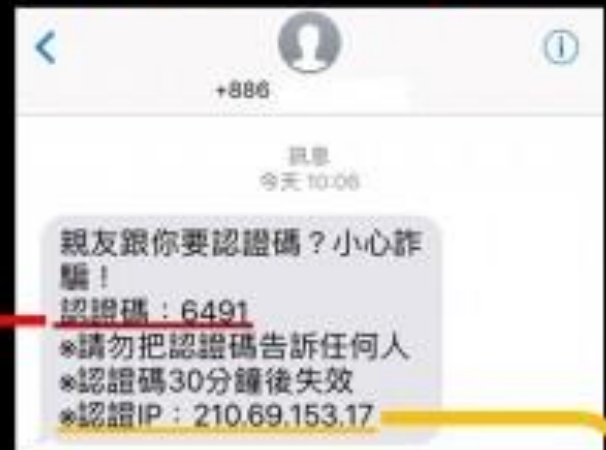 +886
訊息
今天 10:06
親友跟你要認證碼？小心詐
騙！
認證碼：6491
※請勿把認證碼告訴任何人
※認證碼30分鐘後失效
※認證IP：210.69.153.17